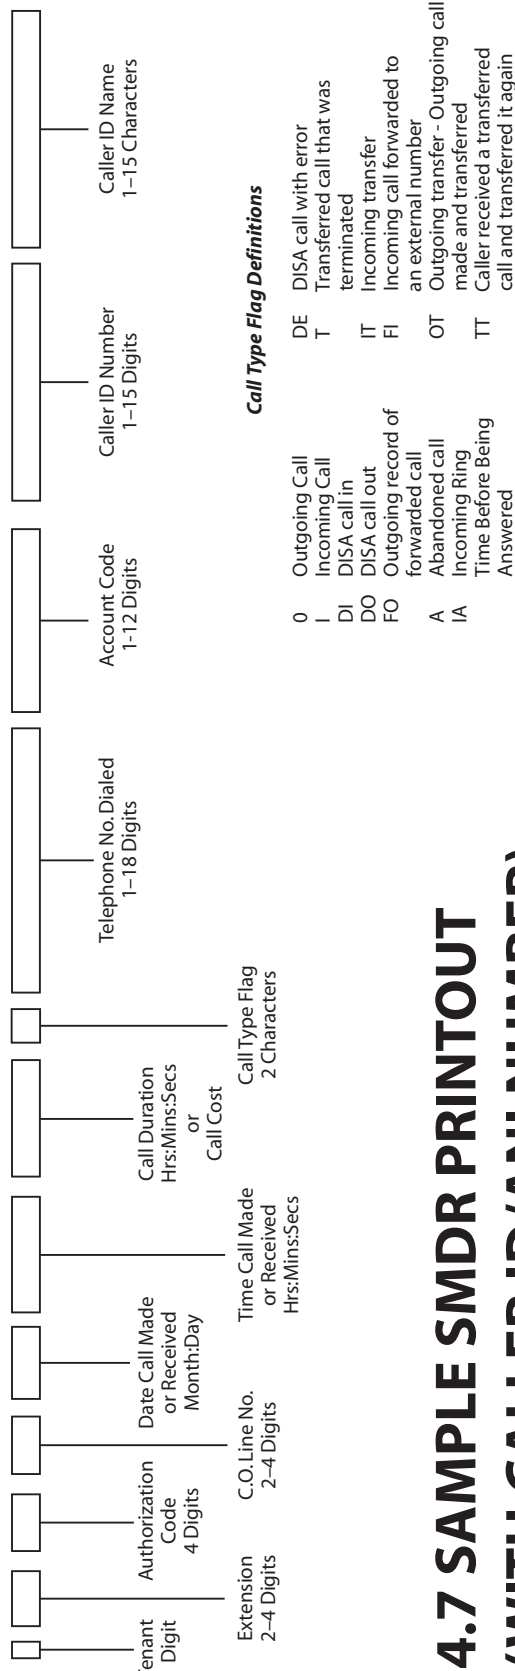 Tenant
Digit
Extension
2–4 Digits
Authorization
Code
4 Digits
C.O. Line No.
2–4 Digits
Date Call Made
or Received
Month:Day
Time Call Made
or Received
Hrs:Mins:Secs
Call Duration
Hrs:Mins:Secs
or
Call Cost
Call Type Flag
2 Characters
Telephone No. Dialed
1–18 Digits
Account Code
1-12 Digits
Caller ID Number
1–15 Digits
Caller ID Name
1–15 Characters
Call Type Flag Definitions
0 Outgoing Call
I Incoming Call
DI DISA call in
DO DISA call out
FO Outgoing record of
forwarded call
A Abandoned call
IA Incoming Ring
Time Before Being
Answered
DE DISA call with error
T Transferred call that was
terminated
IT Incoming transfer
FI Incoming call forwarded to
an external number
OT Outgoing transfer - Outgoing call
made and transferred
TT Caller received a transferred
call and transferred it again
4.7 SAMPLE SMDR PRINTOUT
(WITH CALLER ID/ANI NUMBER)